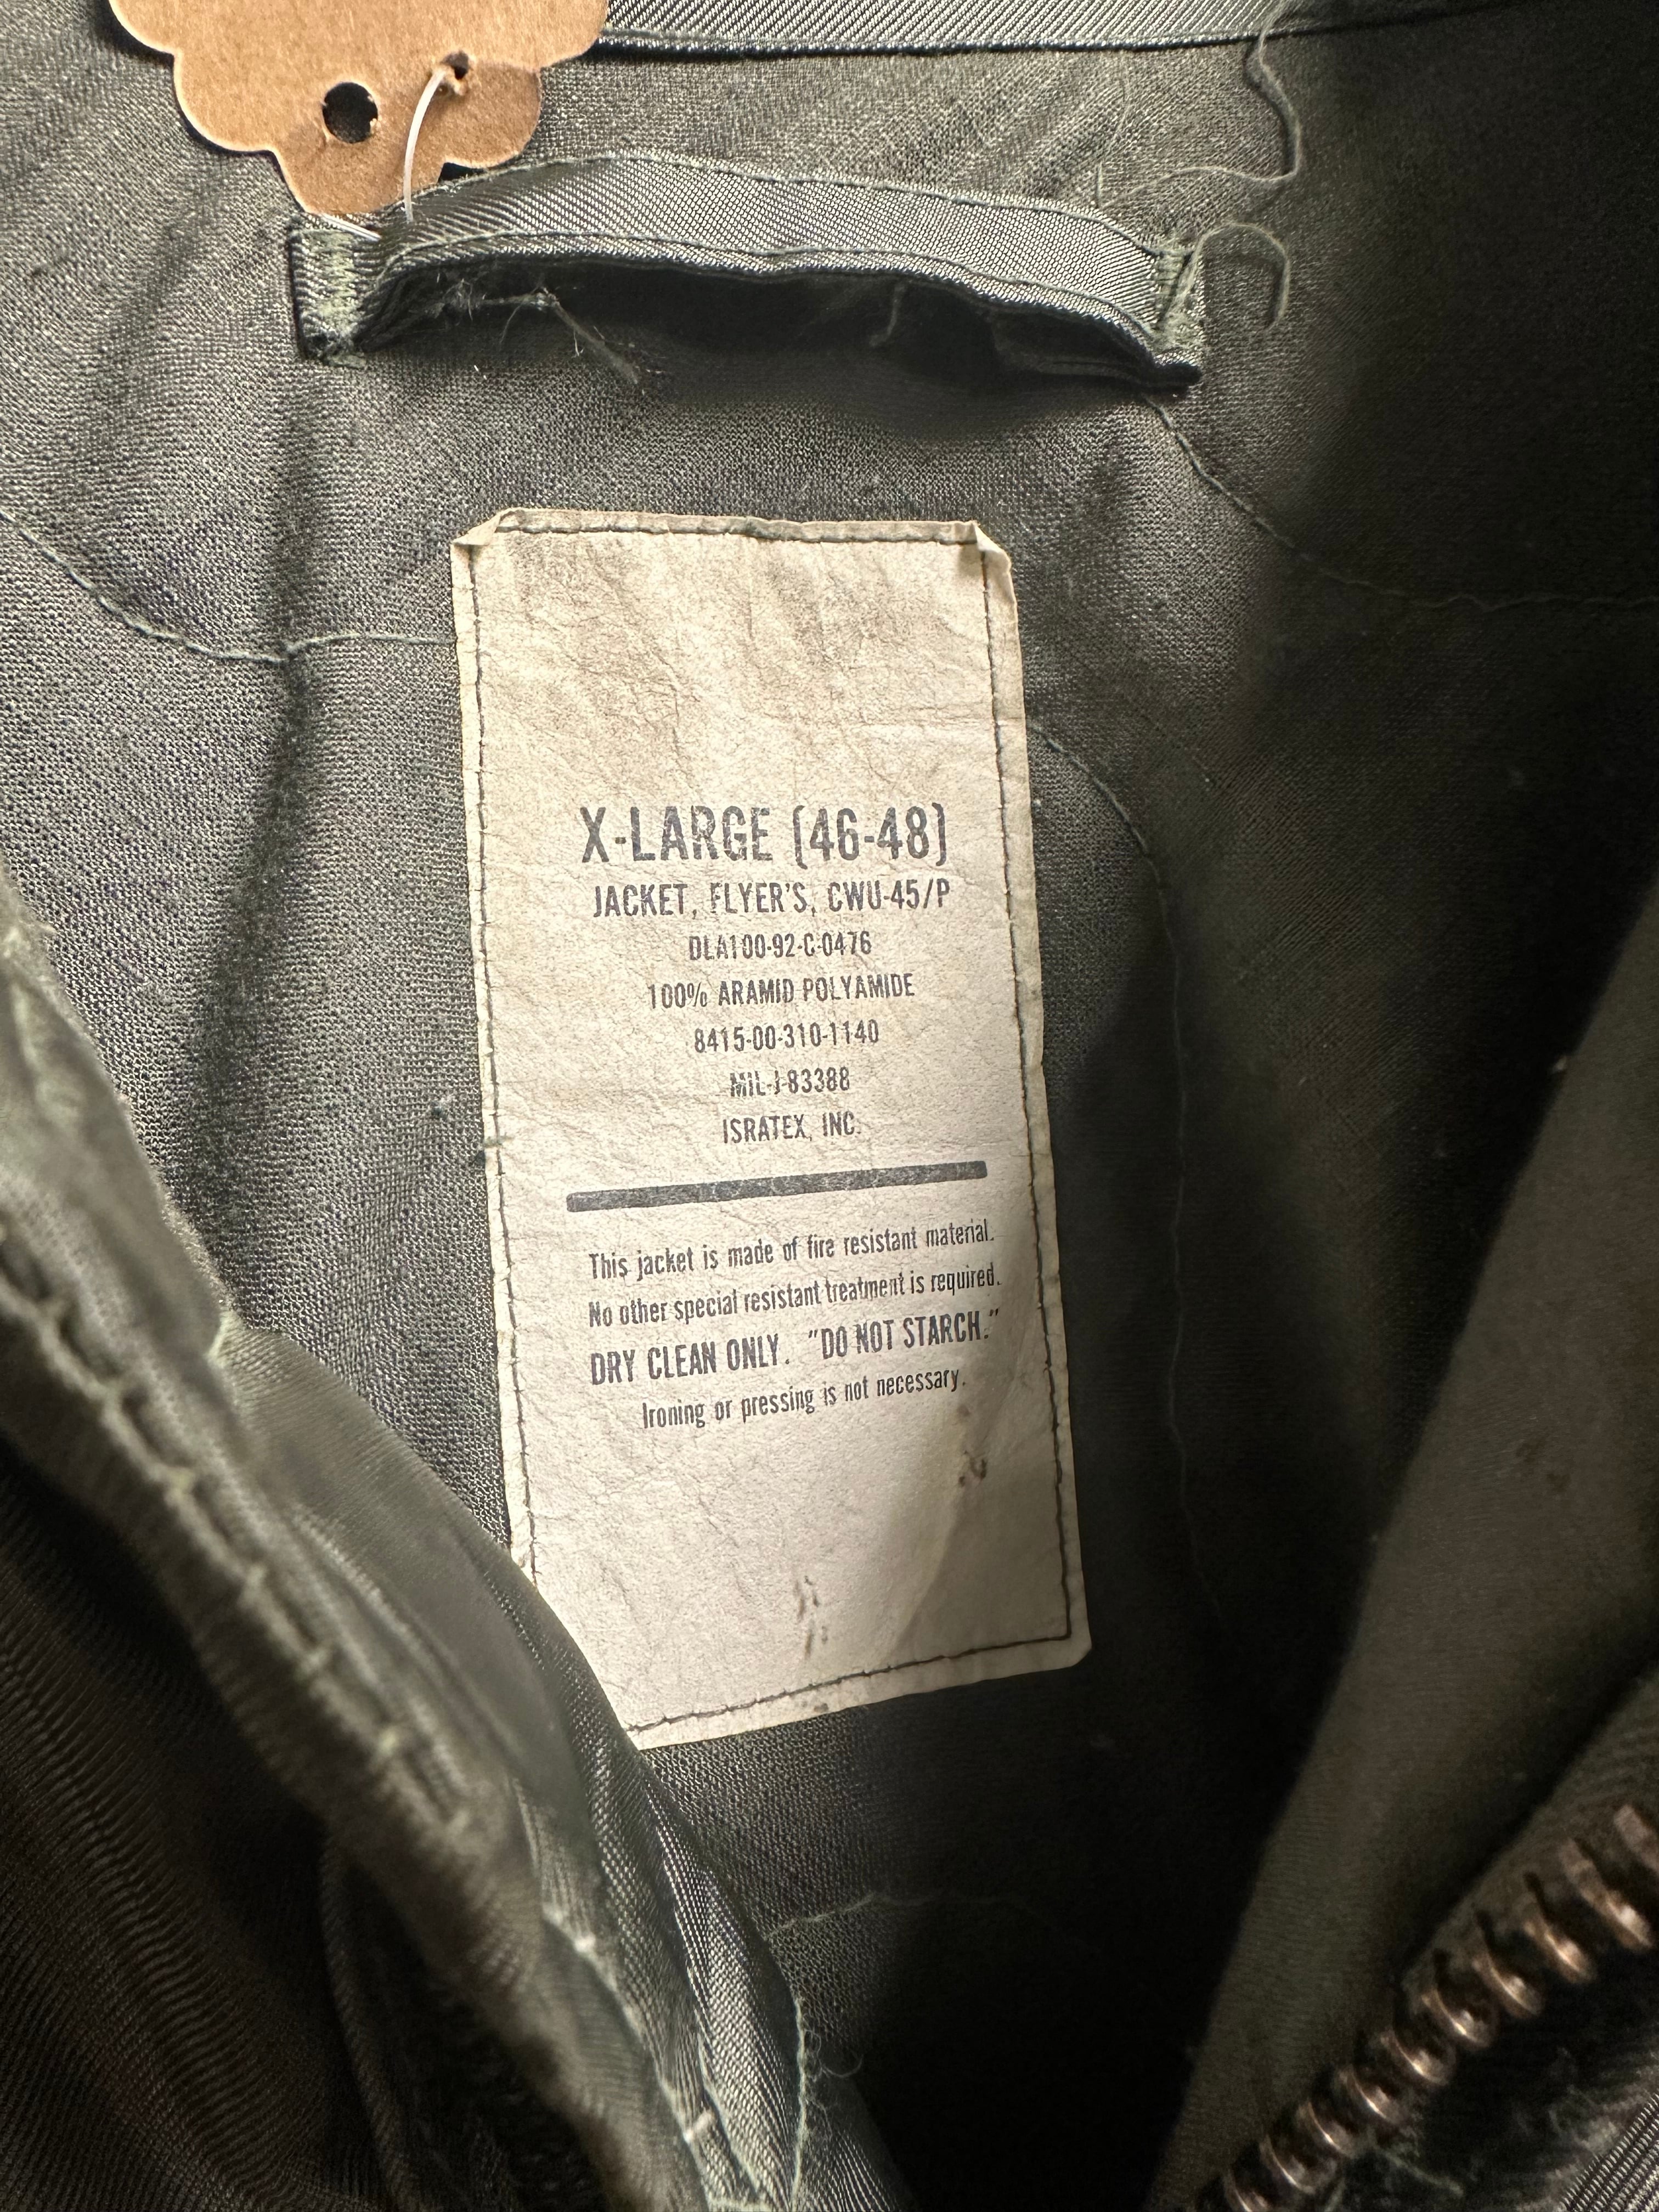 X-LARGE (46-48)
JACKET, FLYER'S, CWU-45/P
DLA100-92-C-0476
100% ARAMID POLYAMIDE
8415-00-310-1140
MIL-J-83388
ISRATEX, INC.
This jacket is made of fire resistant material.
No other special resistant treatment is required.
DRY CLEAN ONLY. "DO NOT STARCH."
Ironing or pressing is not necessary.